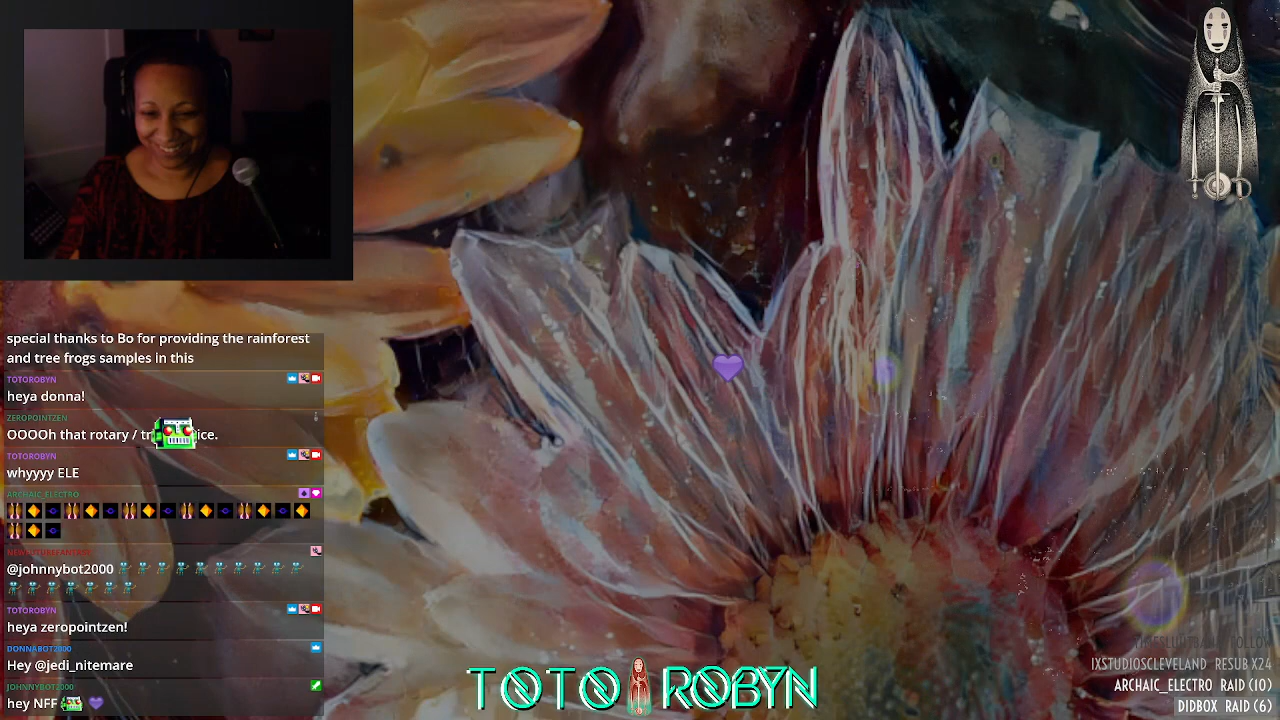 special thanks to Bo for providing the rainforest
and tree frogs samples in this
TOTOROBYN
heya donna!
ZEROPOINTZEN
OOOOh that rotary / ice.
TOTOROBYN
whyyyy ELE
ARCHAIC_ELECTRO
@johnnybot2000
TOTOROBYN
heya zeropointzen!
DONNABOT2000
Hey @jedi_nitemare
JOHNNYBOT2000
hey NFF
TOTO ROBYN
FOLLOW
IXSTUDIOSCLEVELAND RESUB X24
ARCHAIC_ELECTRO RAID (10)
DIDBOX RAID (6)